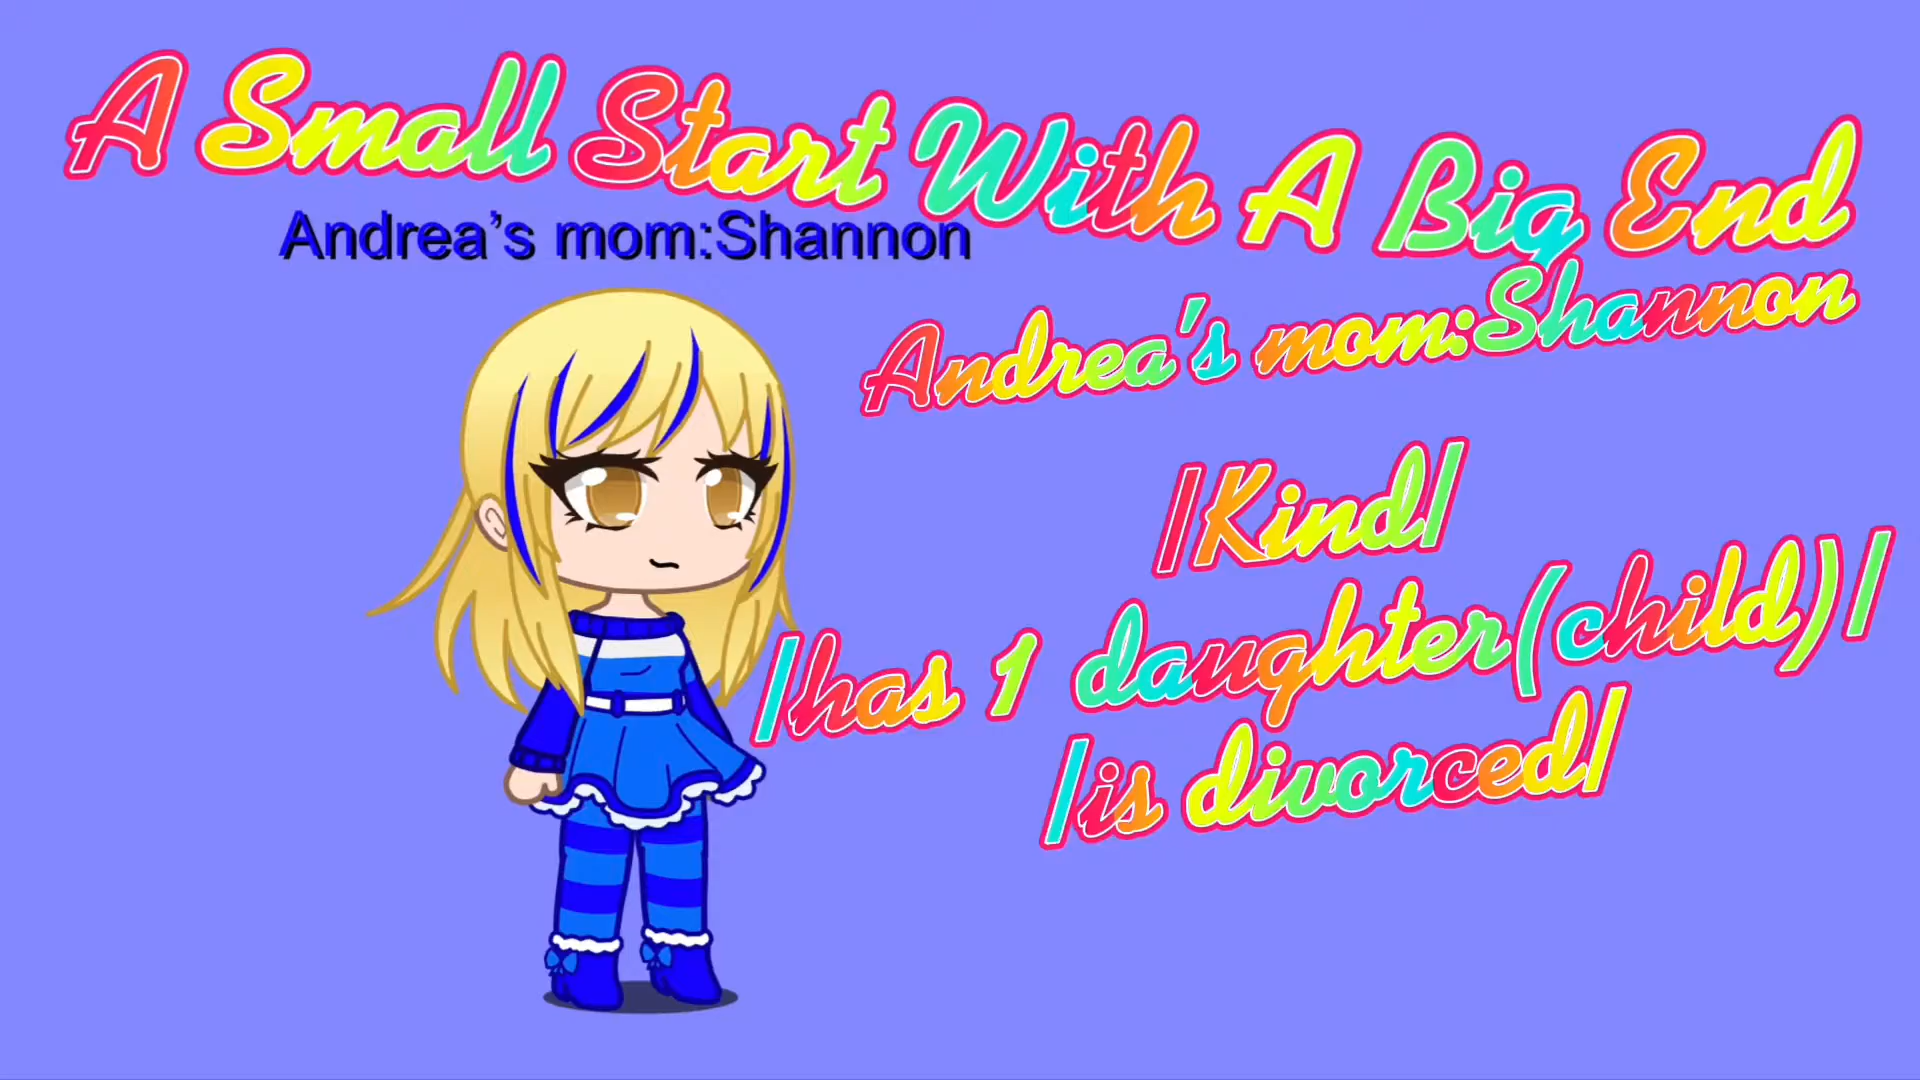 A Small Start With A Big End
Andrea’s mom:Shannon
Andrea's mom:Shannon
|Kind|
|has 1 daughter(child)|
|is divorced|